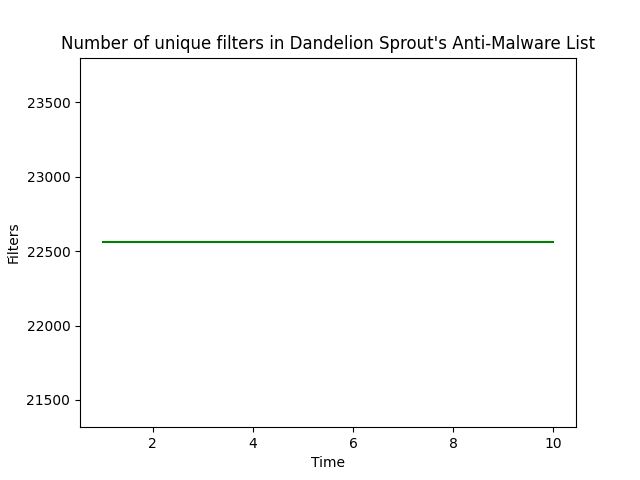 Number of unique filters in Dandelion Sprout's Anti-Malware List
23500
23000
22500
22000
21500
Filters
2 4 6 8 10
Time